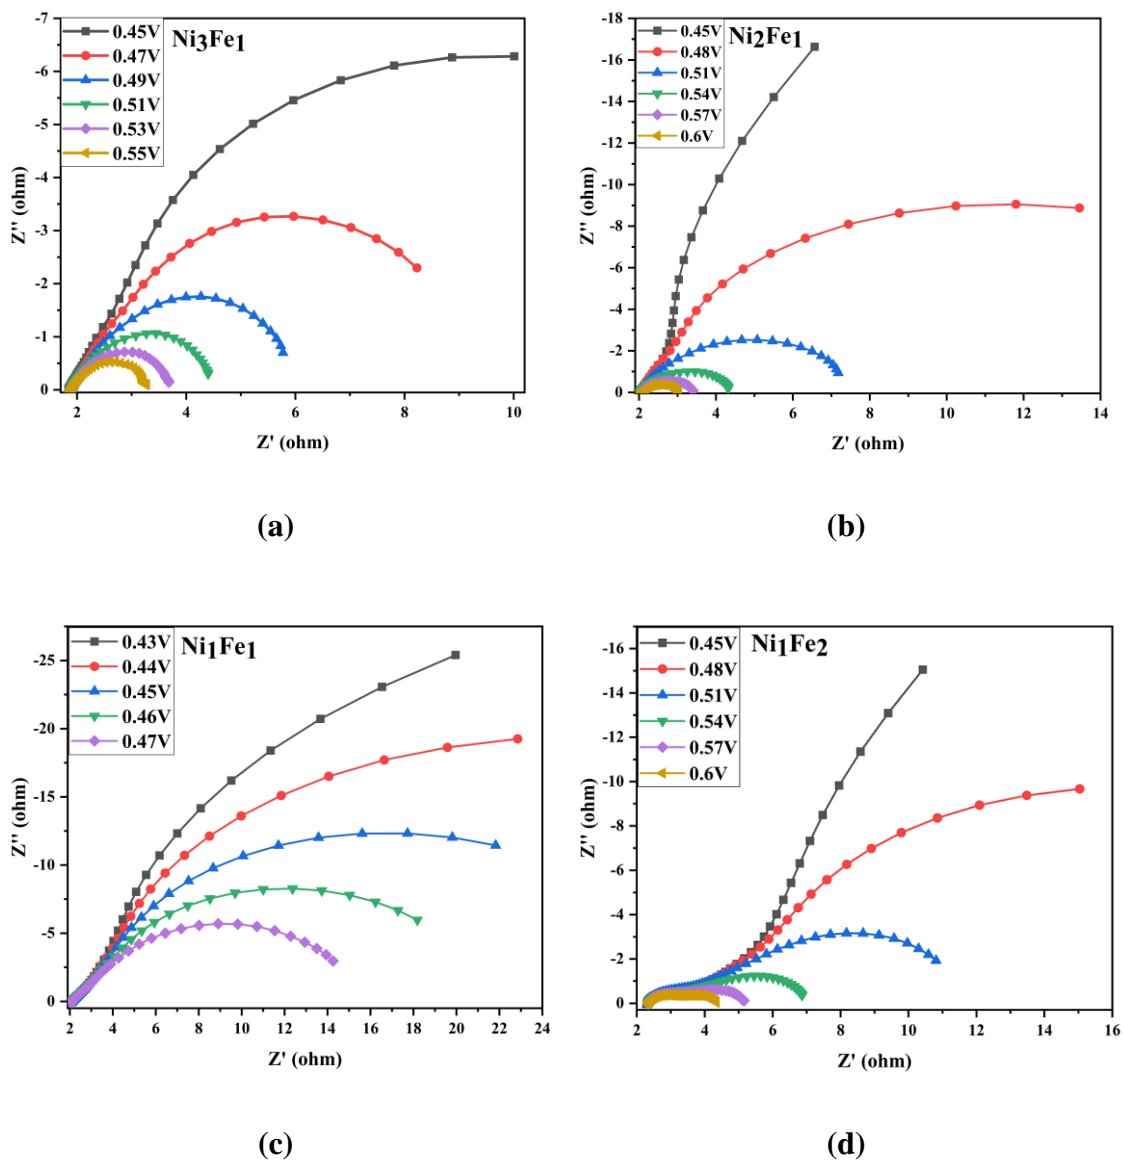 Ni3Fe1
0.45V
0.47V
0.49V
0.51V
0.53V
0.55V
-7
-6
-5
-4
-3
-2
-1
0
Z'' (ohm)
2
4
6
8
10
Z' (ohm)
(a)
Ni2Fe1
0.45V
0.48V
0.51V
0.54V
0.57V
0.6V
-18
-16
-14
-12
-10
-8
-6
-4
-2
0
Z'' (ohm)
2
4
6
8
10
12
14
Z' (ohm)
(b)
Ni1Fe1
0.43V
0.44V
0.45V
0.46V
0.47V
-25
-20
-15
-10
-5
0
Z'' (ohm)
2
4
6
8
10
12
14
16
18
20
22
24
Z' (ohm)
(c)
Ni1Fe2
0.45V
0.48V
0.51V
0.54V
0.57V
0.6V
-16
-14
-12
-10
-8
-6
-4
-2
0
Z'' (ohm)
2
4
6
8
10
12
14
16
Z' (ohm)
(d)